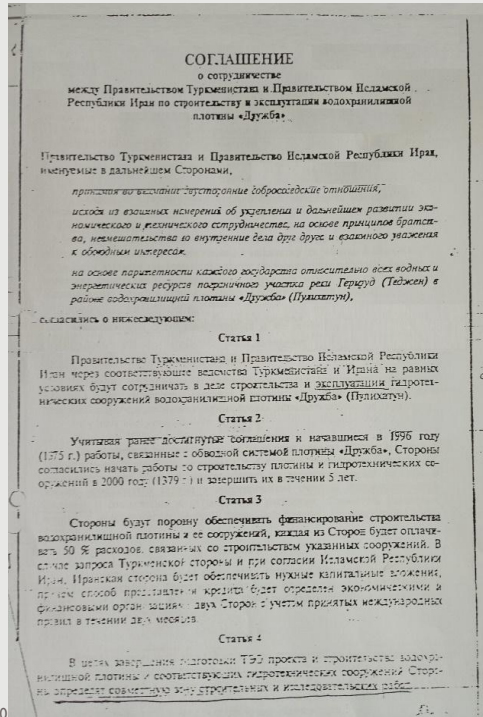 СОГЛАШЕНИЕ
о сотрудничестве
между Правительством Туркменистана и Правительством Исламской
Республики Иран по строительству и эксплуатации водохранилищной
плотины «Дружба»
Правительство Туркменистана и Правительство Исламской Республики Иран,
именуемые в дальнейшем Сторонами,
принимая во внимание двусторонние добрососедские отношения,
исходя из взаимных намерений об укреплении и дальнейшем развитии эко-
номического и технического сотрудничества, на основе принципов братст-
ва, невмешательства во внутренние дела друг друга и взаимного уважения
к обоюдным интересам,
на основе паритетности каждого государства относительно всех водных и
энергетических ресурсов пограничного участка реки Герируд (Теджен) в
районе водохранилищной плотины «Дружба» (Пулихатун),
согласились о нижеследующем:
Статья 1
Правительство Туркменистана и Правительство Исламской Республики
Иран через соответствующие ведомства Туркменистана и Ирана на равных
условиях будут сотрудничать в деле строительства и эксплуатации гидротех-
нических сооружений водохранилищной плотины «Дружба» (Пулихатун).
Статья 2
Учитывая ранее достигнутые соглашения и начавшиеся в 1996 году
(1375 г.) работы, связанные с обводной системой плотины «Дружба», Стороны
согласились начать работы по строительству плотины и гидротехнических со-
оружений в 2000 году (1379 г.) и завершить их в течении 5 лет.
Статья 3
Стороны будут поровну обеспечивать финансирование строительства
водохранилищной плотины и ее сооружений, каждая из Сторон будет оплачи-
вать 50 % расходов, связанных со строительством указанных сооружений. В
случае запроса Туркменской стороны и при согласии Исламской Республики
Иран, Иранская сторона будет обеспечивать нужные капитальные вложения,
причем способ предоставления кредита будет определен экономическими и
финансовыми организациями двух Сторон с учетом принятых международных
правил в течении двух месяцев.
Статья 4
В целях завершения подготовки ТЭО проекта и строительства водохра-
нилищной плотины и соответствующих гидротехнических сооружений Сторо-
ны определят совместную зону строительных и исследовательских работ